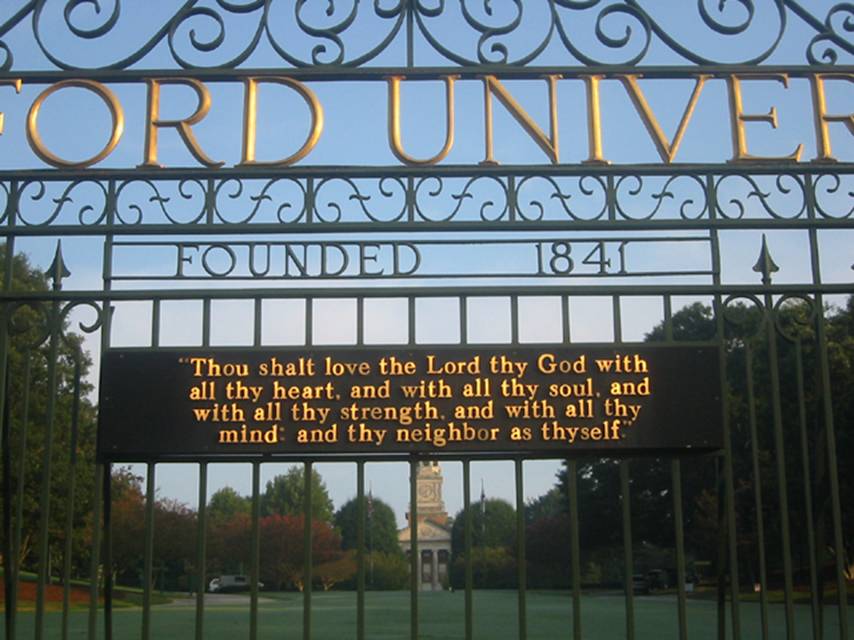 FORD UNIVER
FOUNDED 1841
"Thou shalt love the Lord thy God with
all thy heart, and with all thy soul, and
with all thy strength, and with all thy
mind: and thy neighbor as thyself."